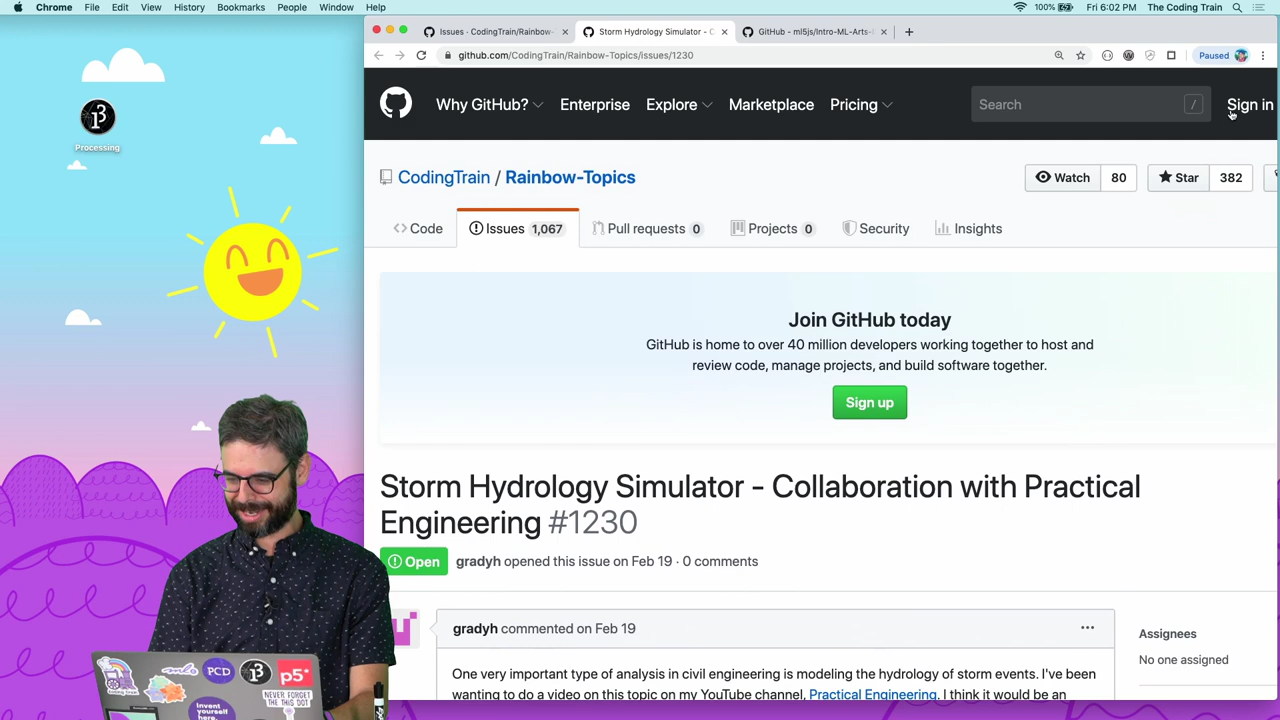 Chrome File Edit View History Bookmarks People Window Help
100% Fri 6:02 PM The Coding Train
Issues · CodingTrain/Rainbow-
Storm Hydrology Simulator - C
GitHub - ml5js/Intro-ML-Arts-
github.com/CodingTrain/Rainbow-Topics/issues/1230
Paused
Why GitHub? Enterprise Explore Marketplace Pricing
Search /
Sign in
Processing
CodingTrain / Rainbow-Topics
Watch 80
Star 382
Code Issues 1,067 Pull requests 0 Projects 0 Security Insights
Join GitHub today
GitHub is home to over 40 million developers working together to host and
review code, manage projects, and build software together.
Sign up
Storm Hydrology Simulator - Collaboration with Practical
Engineering #1230
Open gradyh opened this issue on Feb 19 · 0 comments
gradyh commented on Feb 19
Assignees
No one assigned
One very important type of analysis in civil engineering is modeling the hydrology of storm events. I've been
wanting to do a video on this topic on my YouTube channel, Practical Engineering. I think it would be an
PCD
p5*
NEVER FORGET
THE THIS DOT
Invent
yourself
here.